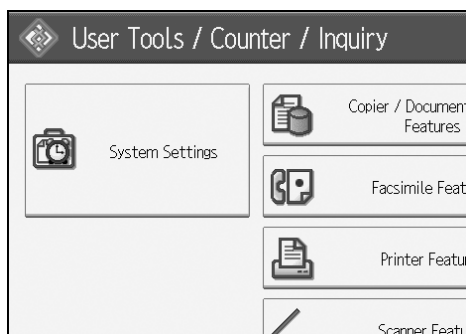 User Tools / Counter / Inquiry
System Settings
Copier / Document
Features
Facsimile Feat
Printer Featu
Scanner Featu